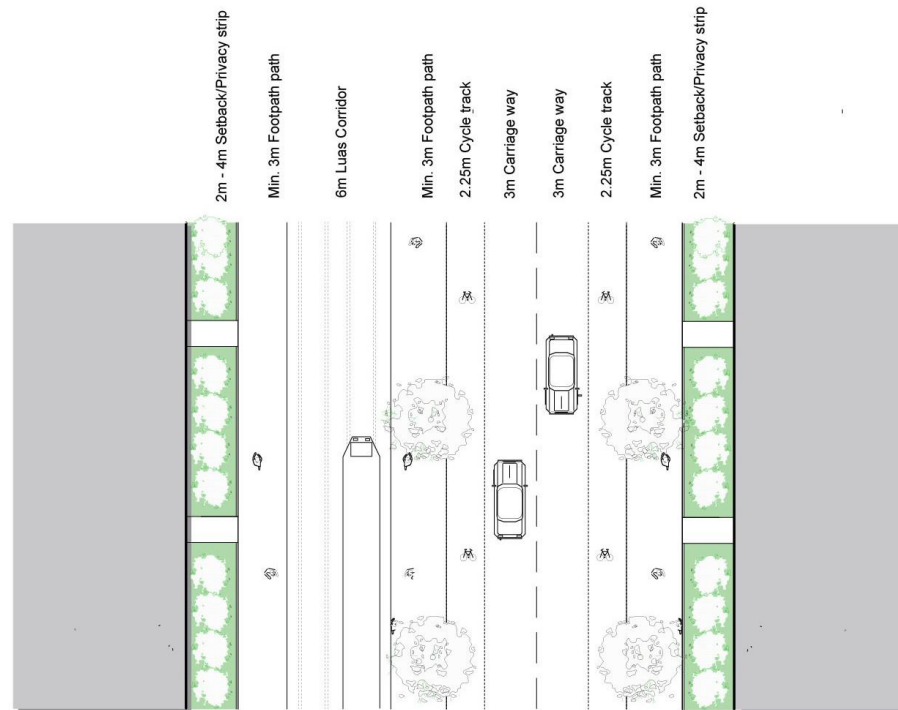 2m - 4m Setback/Privacy strip
Min. 3m Footpath path
6m Luas Corridor
Min. 3m Footpath path
2.25m Cycle track
3m Carriage way
3m Carriage way
2.25m Cycle track
Min. 3m Footpath path
2m - 4m Setback/Privacy strip